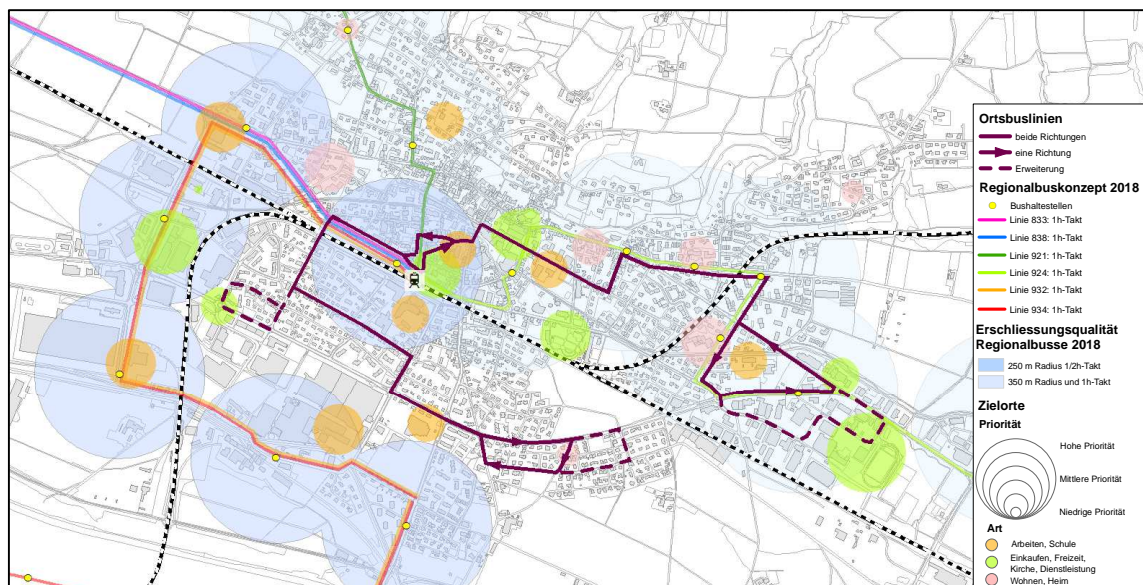 Ortsbuslinien
beide Richtungen
eine Richtung
Erweiterung
Regionalbuskonzept 2018
Bushaltestellen
Linie 833: 1h-Takt
Linie 838: 1h-Takt
Linie 921: 1h-Takt
Linie 924: 1h-Takt
Linie 932: 1h-Takt
Linie 934: 1h-Takt
Erschliessungsqualität
Regionalbusse 2018
250 m Radius 1/2h-Takt
350 m Radius und 1h-Takt
Zielorte
Priorität
Hohe Priorität
Mittlere Priorität
Niedrige Priorität
Art
Arbeiten, Schule
Einkaufen, Freizeit,
Kirche, Dienstleistung
Wohnen, Heim